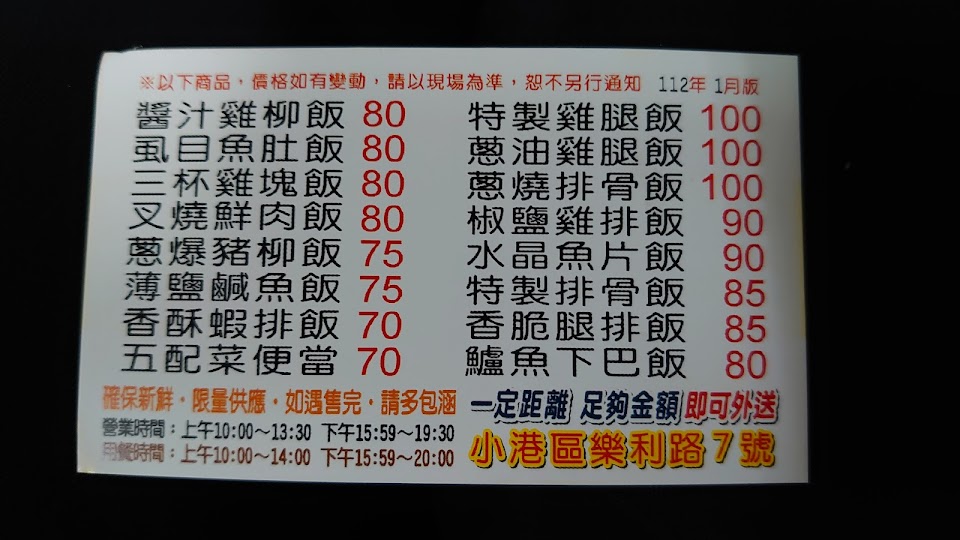 ※以下商品，價格如有變動，請以現場為準，恕不另行通知 112年 1月版
醬汁雞柳飯 80
虱目魚肚飯 80
三杯雞塊飯 80
叉燒鮮肉飯 80
蔥爆豬柳飯 75
薄鹽鹹魚飯 75
香酥蝦排飯 70
五配菜便當 70
特製雞腿飯 100
蔥油雞腿飯 100
蔥燒排骨飯 100
椒鹽雞排飯 90
水晶魚片飯 90
特製排骨飯 85
香脆腿排飯 85
鱸魚下巴飯 80
確保新鮮，限量供應，如遇售完，請多包涵
營業時間：上午10:00～13:30 下午15:59～19:30
用餐時間：上午10:00～14:00 下午15:59～20:00
一定距離 足夠金額 即可外送
小港區樂利路7號